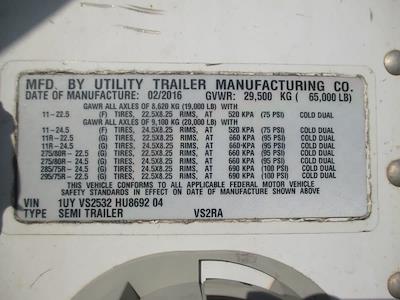 MFD. BY UTILITY TRAILER MANUFACTURING CO.
DATE OF MANUFACTURE: 02/2016 GVWR: 29,500 KG ( 65,000 LB)
GAWR ALL AXLES OF 8,620 KG (19,000 LB) WITH
11-22.5 (F) TIRES, 22.5X8.25 RIMS, AT 520 KPA (75 PSI) COLD DUAL
GAWR ALL AXLES OF 9,100 KG (20,000 LB) WITH
11-24.5 (F) TIRES, 24.5X8.25 RIMS, AT 520 KPA (75 PSI) COLD DUAL
11R-22.5 (G) TIRES, 22.5X8.25 RIMS, AT 660 KPA (95 PSI) COLD DUAL
11R-24.5 (G) TIRES, 24.5X8.25 RIMS, AT 660 KPA (95 PSI) COLD DUAL
275/80R-22.5 (G) TIRES, 22.5X8.25 RIMS, AT 660 KPA (95 PSI) COLD DUAL
275/80R-24.5 (G) TIRES, 24.5X8.25 RIMS, AT 660 KPA (95 PSI) COLD DUAL
285/75R-24.5 (G) TIRES, 24.5X8.25 RIMS, AT 690 KPA (100 PSI) COLD DUAL
295/75R-22.5 (G) TIRES, 22.5X8.25 RIMS, AT 690 KPA (100 PSI) COLD DUAL
THIS VEHICLE CONFORMS TO ALL APPLICABLE FEDERAL MOTOR VEHICLE
SAFETY STANDARDS IN EFFECT ON DATE OF MANUFACTURE SHOWN ABOVE
VIN 1UY VS2532 HU8692 04
TYPE SEMI TRAILER VS2RA